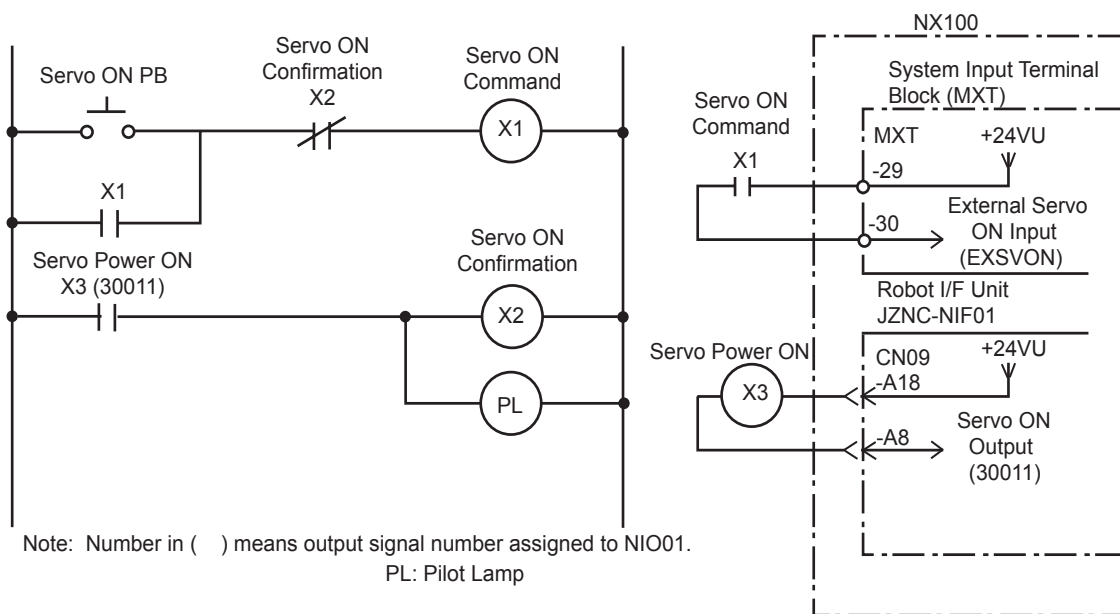 Servo ON PB
Servo ON
Confirmation
X2
Servo ON
Command
X1
X1
Servo Power ON
X3 (30011)
Servo ON
Confirmation
X2
PL
Note: Number in ( ) means output signal number assigned to NIO01.
PL: Pilot Lamp
NX100
System Input Terminal
Block (MXT)
Servo ON
Command
X1
MXT
+24VU
-29
-30
External Servo
ON Input
(EXSVON)
Robot I/F Unit
JZNC-NIF01
Servo Power ON
X3
CN09
+24VU
-A18
-A8
Servo ON
Output
(30011)